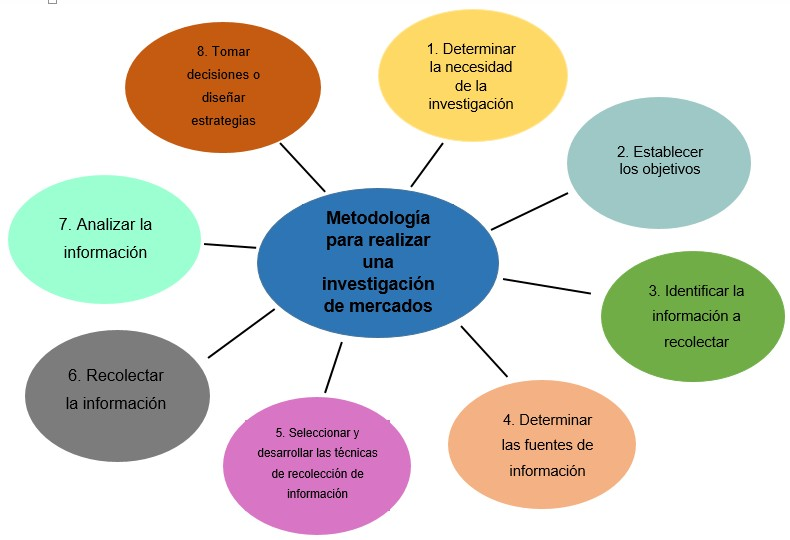 Metodología
para realizar
una
investigación
de mercados
1. Determinar
la necesidad
de la
investigación
2. Establecer
los objetivos
3. Identificar la
información a
recolectar
4. Determinar
las fuentes de
información
5. Seleccionar y
desarrollar las técnicas
de recolección de
información
6. Recolectar
la información
7. Analizar la
información
8. Tomar
decisiones o
diseñar
estrategias